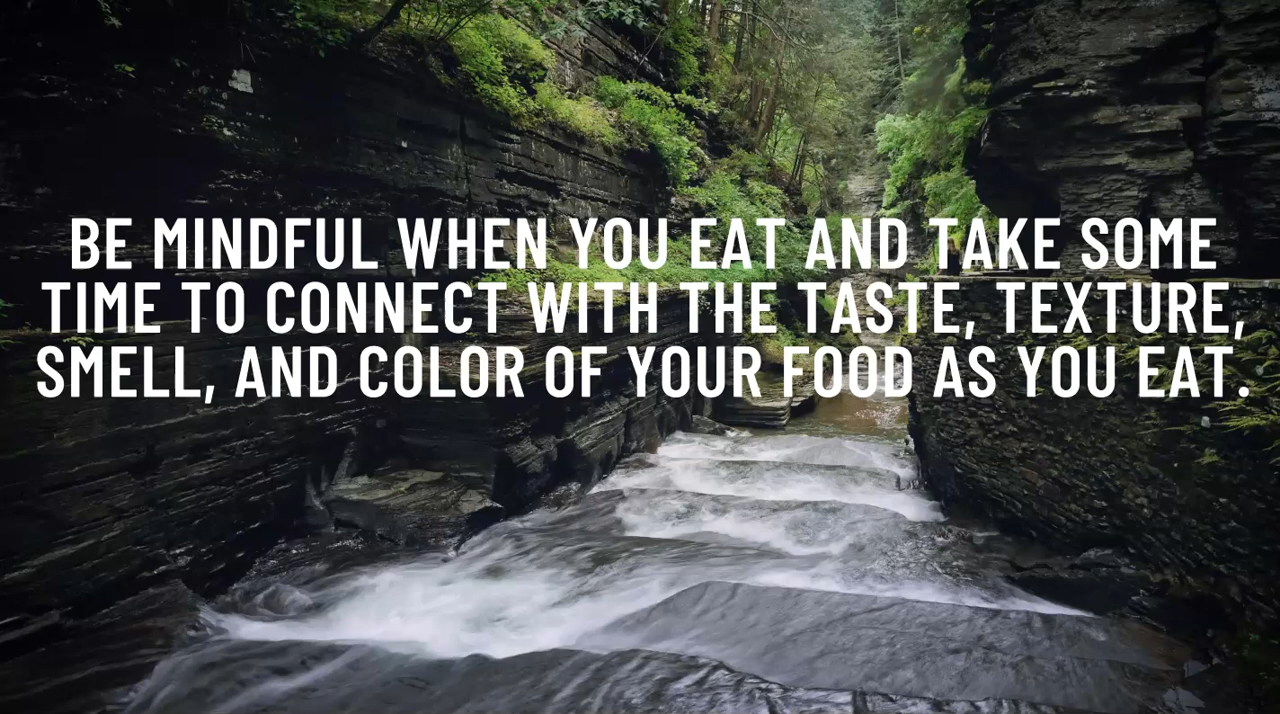 BE MINDFUL WHEN YOU EAT AND TAKE SOME
TIME TO CONNECT WITH THE TASTE, TEXTURE,
SMELL, AND COLOR OF YOUR FOOD AS YOU EAT.